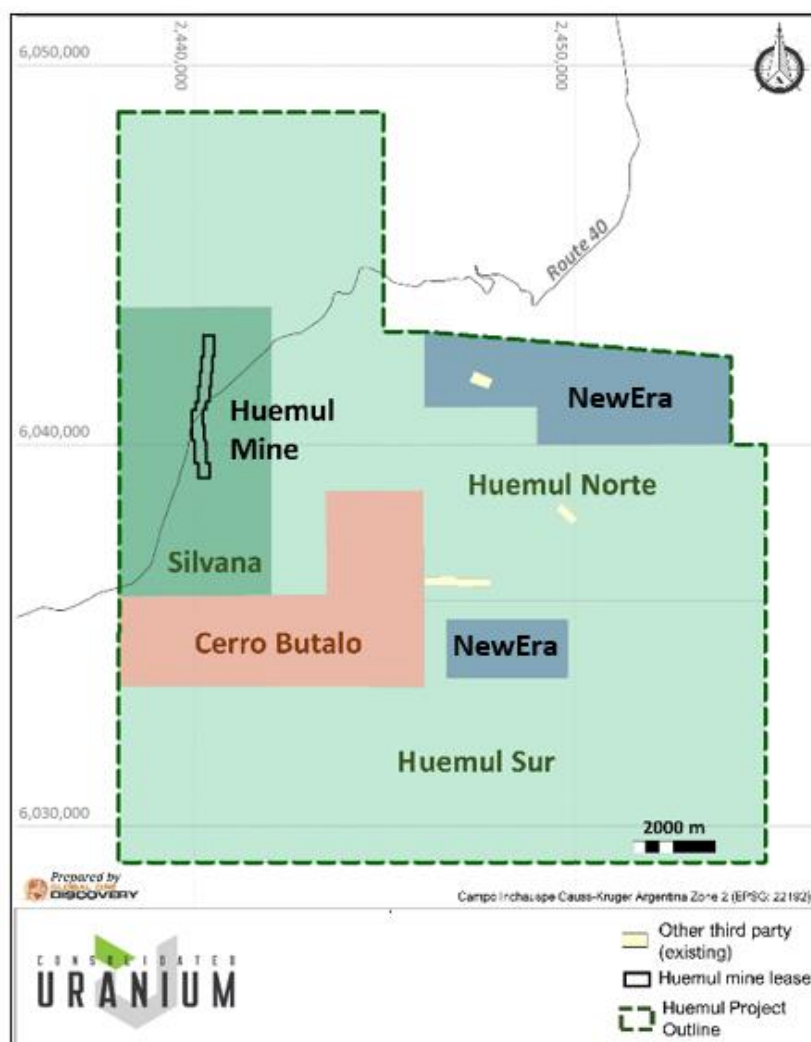 2,440,000
2,450,000
6,050,000
Route 40
NewEra
Huemul
Mine
6,040,000
Huemul Norte
Silvana
Cerro Butalo
NewEra
Huemul Sur
6,030,000
2000 m
Prepared by
GLOBAL ORE
DISCOVERY
Campo Inchauspe Gauss-Kruger Argentina Zone 2 (EPSG: 22192)
CONSOLIDATED
URANIUM
Other third party
(existing)
Huemul mine lease
Huemul Project
Outline